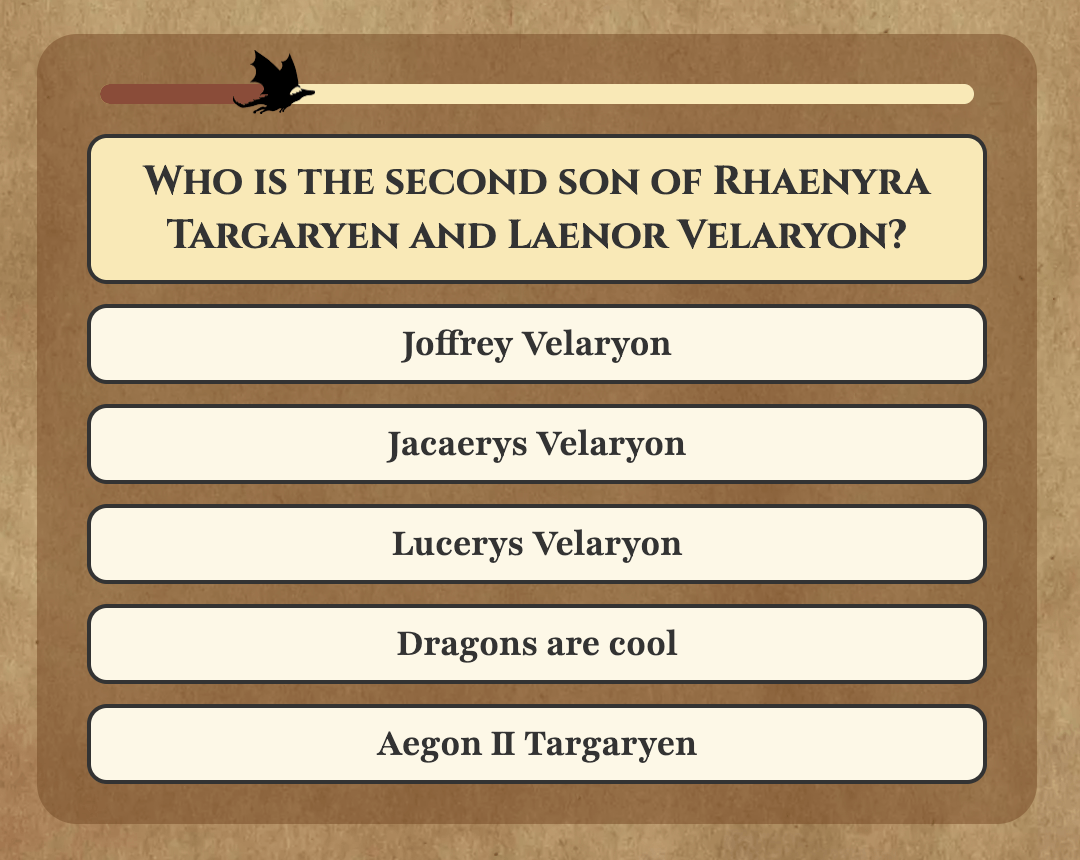 Who is the second son of Rhaenyra
Targaryen and Laenor Velaryon?
Joffrey Velaryon
Jacaerys Velaryon
Lucerys Velaryon
Dragons are cool
Aegon II Targaryen